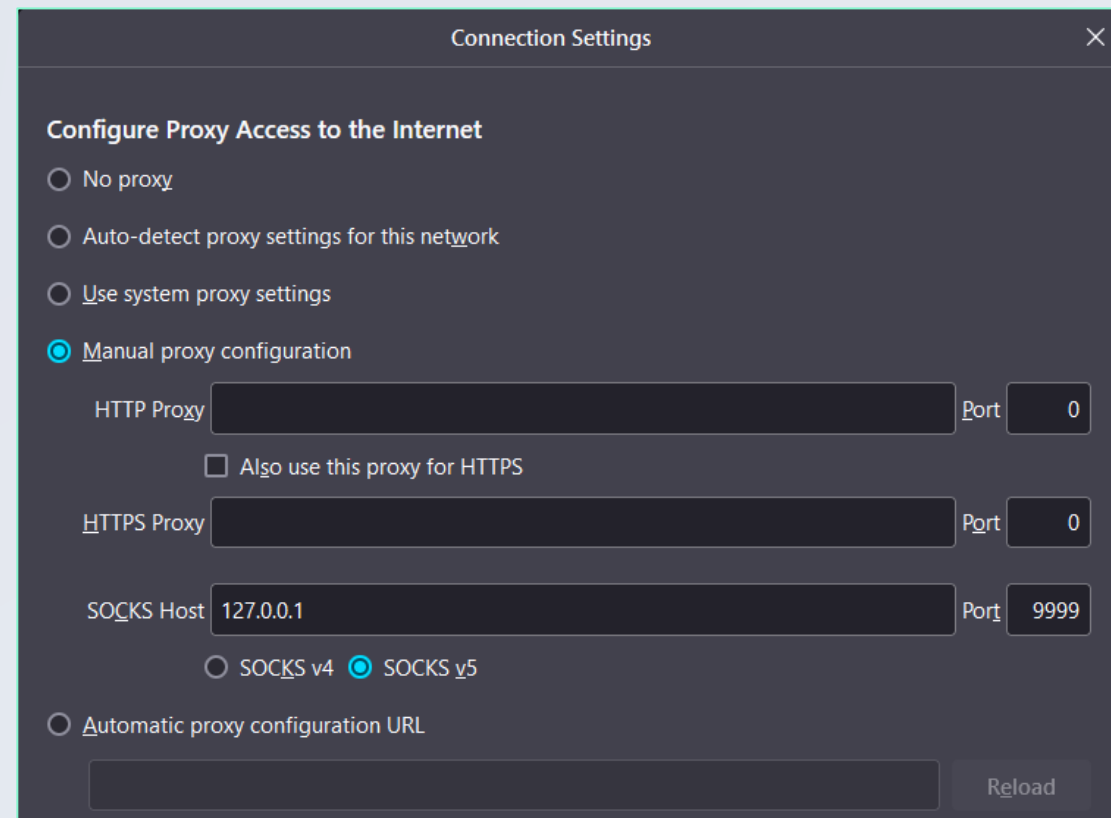 Connection Settings
Configure Proxy Access to the Internet
No proxy
Auto-detect proxy settings for this network
Use system proxy settings
Manual proxy configuration
HTTP Proxy Port 0
Also use this proxy for HTTPS
HTTPS Proxy Port 0
SOCKS Host 127.0.0.1 Port 9999
SOCKS v4 SOCKS v5
Automatic proxy configuration URL
Reload